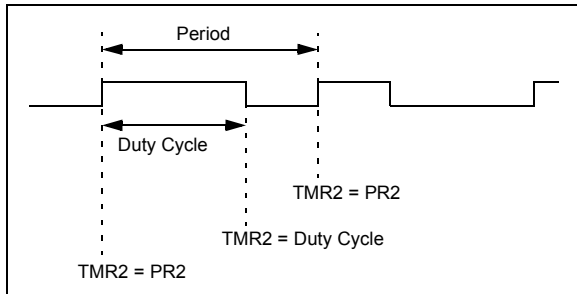 Period
Duty Cycle
TMR2 = PR2
TMR2 = Duty Cycle
TMR2 = PR2